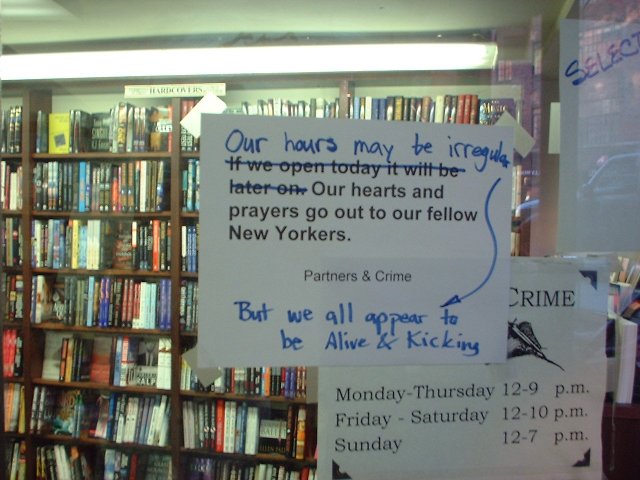 HARDCOVERS
SELECT
Our hours may be irregular
If we open today it will be
later on. Our hearts and
prayers go out to our fellow
New Yorkers.
Partners & Crime
But we all appear to
be Alive & Kicking
CRIME
Monday-Thursday 12-9 p.m.
Friday - Saturday 12-10 p.m.
Sunday 12-7 p.m.